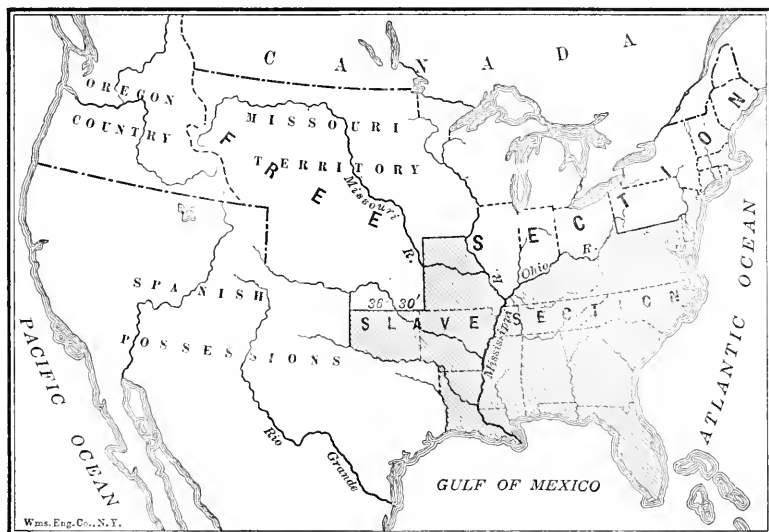 CANADA
OREGON
COUNTRY
MISSOURI
TERRITORY
FREE SECTION
Missouri R.
Ohio R.
SPANISH
POSSESSIONS
36 30'
SLAVE SECTION
Mississippi R.
PACIFIC OCEAN
ATLANTIC OCEAN
Rio Grande
GULF OF MEXICO
Wms. Eng. Co., N.Y.